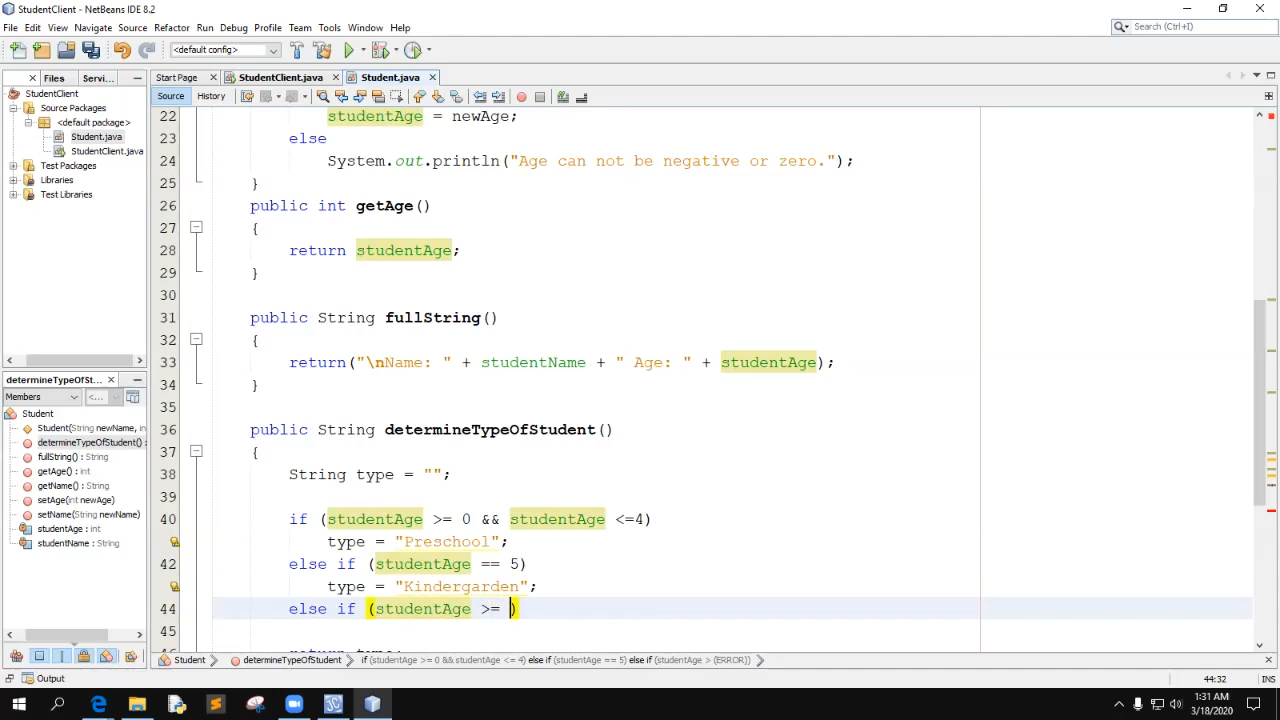 StudentClient - NetBeans IDE 8.2
File Edit View Navigate Source Refactor Run Debug Profile Team Tools Window Help
Search (Ctrl+I)
<default config>
Files Servi...
Start Page StudentClient.java Student.java
Source History
StudentClient
Source Packages
<default package>
Student.java
StudentClient.java
Test Packages
Libraries
Test Libraries
22 studentAge = newAge;
23 else
24 System.out.println("Age can not be negative or zero.");
25 }
26 public int getAge()
27 {
28 return studentAge;
29 }
30
31 public String fullString()
32 {
33 return("\nName: " + studentName + " Age: " + studentAge);
34 }
35
36 public String determineTypeOfStudent()
37 {
38 String type = "";
39
40 if (studentAge >= 0 && studentAge <=4)
type = "Preschool";
42 else if (studentAge == 5)
type = "Kindergarden";
44 else if (studentAge >= )
45
determineTypeOfSt...
Members <...
Student
Student(String newName, in
determineTypeOfStudent() :
fullString() : String
getAge() : int
getName() : String
setAge(int newAge)
setName(String newName)
studentAge : int
studentName : String
Student determineTypeOfStudent if (studentAge >= 0 && studentAge <= 4) else if (studentAge == 5) else if (studentAge > (ERROR))
Output
44:32 INS
1:31 AM
3/18/2020